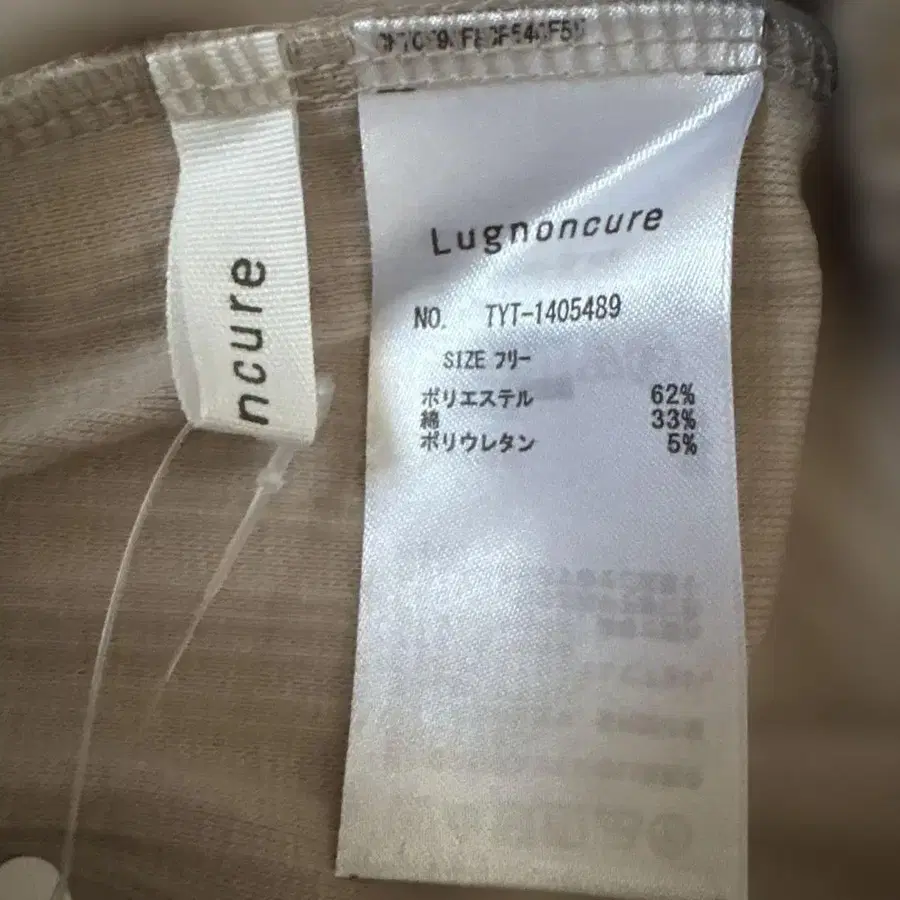 ncure
Lugnoncure
NO. TYT-1405489
SIZE フリー
ポリエステル 62%
綿 33%
ポリウレタン 5%